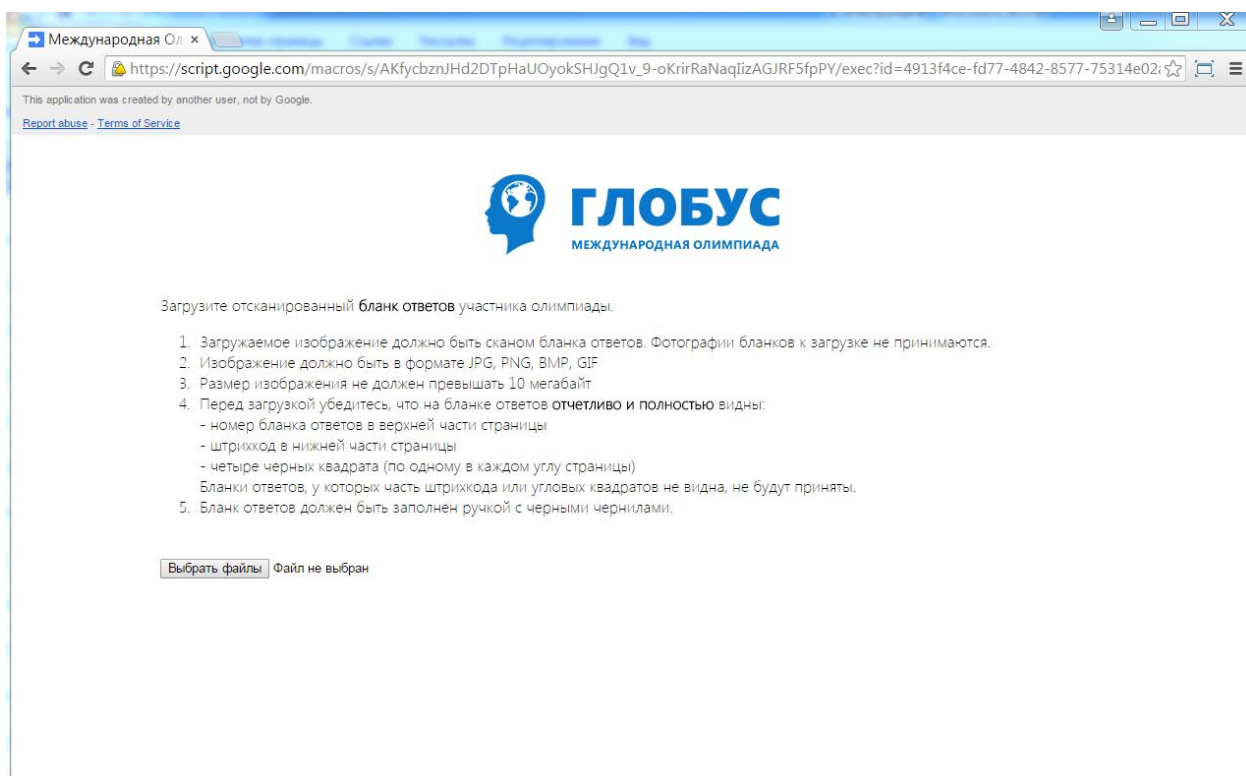 Международная Ол
https://script.google.com/macros/s/AKfycbznJHd2DTpHaUOyokSHJgQ1v_9-oKrirRaNaqIizAGJRF5fpPY/exec?id=4913f4ce-fd77-4842-8577-75314e02
This application was created by another user, not by Google.
Report abuse - Terms of Service
ГЛОБУС
МЕЖДУНАРОДНАЯ ОЛИМПИАДА
Загрузите отсканированный бланк ответов участника олимпиады.
1. Загружаемое изображение должно быть сканом бланка ответов. Фотографии бланков к загрузке не принимаются.
2. Изображение должно быть в формате JPG, PNG, BMP, GIF
3. Размер изображения не должен превышать 10 мегабайт
4. Перед загрузкой убедитесь, что на бланке ответов отчетливо и полностью видны:
- номер бланка ответов в верхней части страницы
- штрихкод в нижней части страницы
- четыре черных квадрата (по одному в каждом углу страницы)
Бланки ответов, у которых часть штрихкода или угловых квадратов не видна, не будут приняты.
5. Бланк ответов должен быть заполнен ручкой с черными чернилами.
Выбрать файлы Файл не выбран